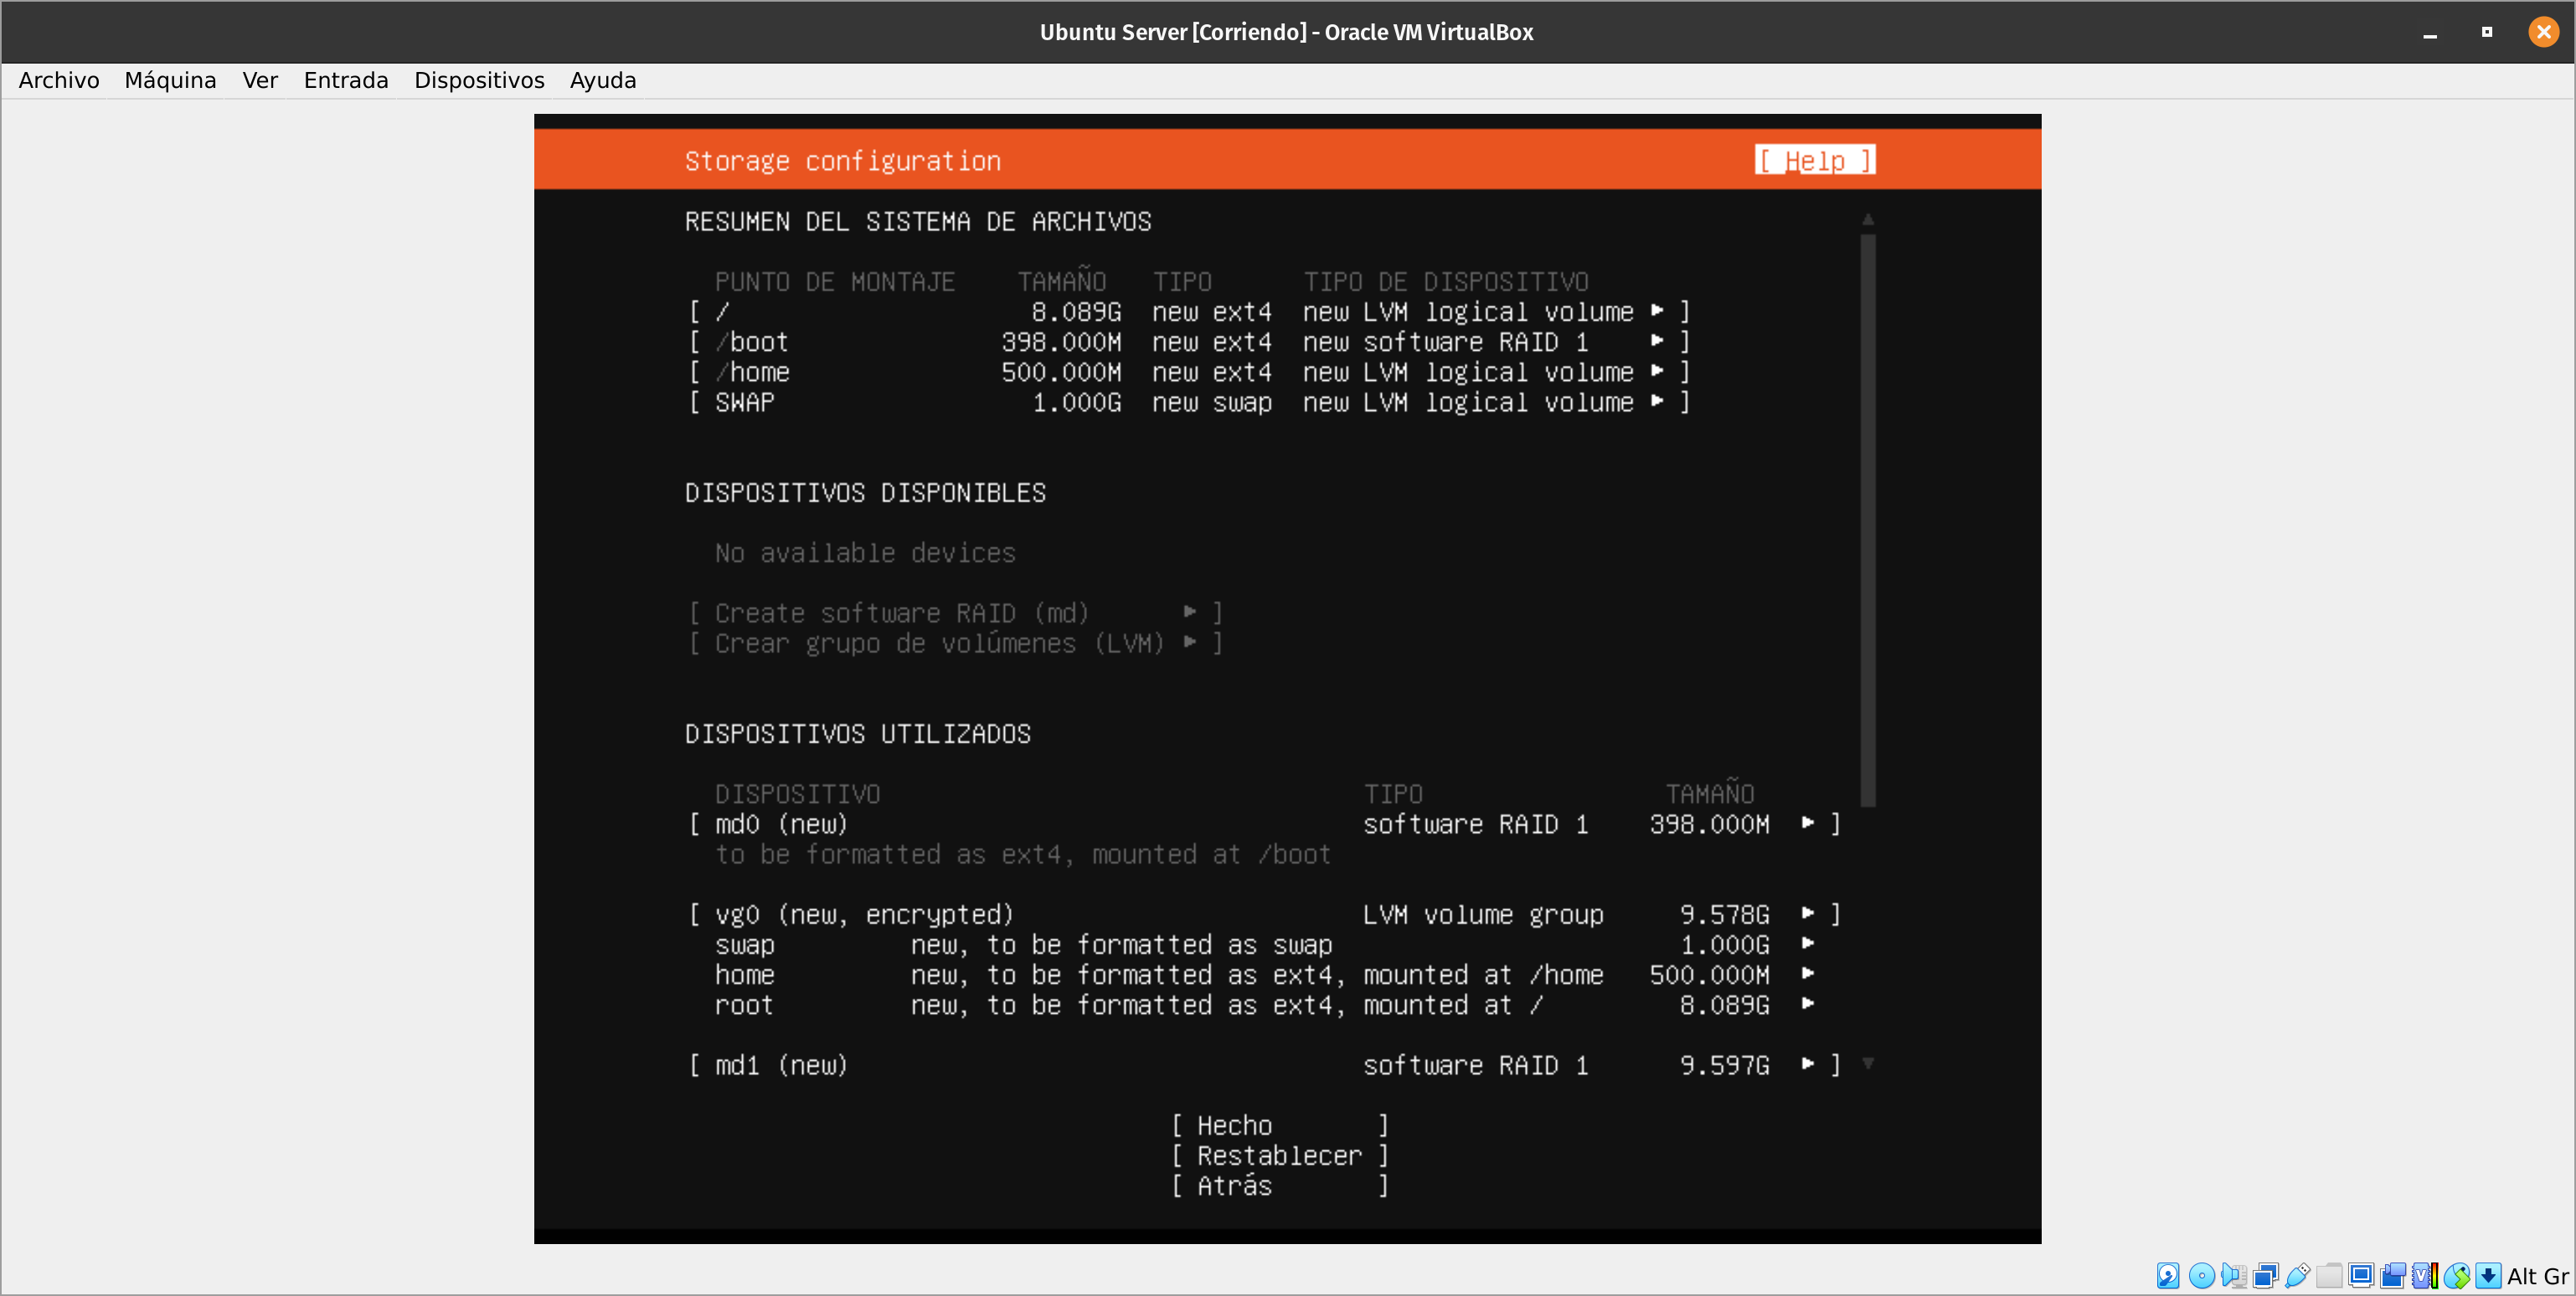 Ubuntu Server [Corriendo] - Oracle VM VirtualBox
Archivo Máquina Ver Entrada Dispositivos Ayuda
Storage configuration [ Help ]
RESUMEN DEL SISTEMA DE ARCHIVOS
PUNTO DE MONTAJE TAMAÑO TIPO TIPO DE DISPOSITIVO
[ / 8.089G new ext4 new LVM logical volume ▸ ]
[ /boot 398.000M new ext4 new software RAID 1 ▸ ]
[ /home 500.000M new ext4 new LVM logical volume ▸ ]
[ SWAP 1.000G new swap new LVM logical volume ▸ ]
DISPOSITIVOS DISPONIBLES
No available devices
[ Create software RAID (md) ▸ ]
[ Crear grupo de volúmenes (LVM) ▸ ]
DISPOSITIVOS UTILIZADOS
DISPOSITIVO TIPO TAMAÑO
[ md0 (new) software RAID 1 398.000M ▸ ]
to be formatted as ext4, mounted at /boot
[ vg0 (new, encrypted) LVM volume group 9.578G ▸ ]
swap new, to be formatted as swap 1.000G ▸
home new, to be formatted as ext4, mounted at /home 500.000M ▸
root new, to be formatted as ext4, mounted at / 8.089G ▸
[ md1 (new) software RAID 1 9.597G ▸ ]
[ Hecho ]
[ Restablecer ]
[ Atrás ]
Alt Gr